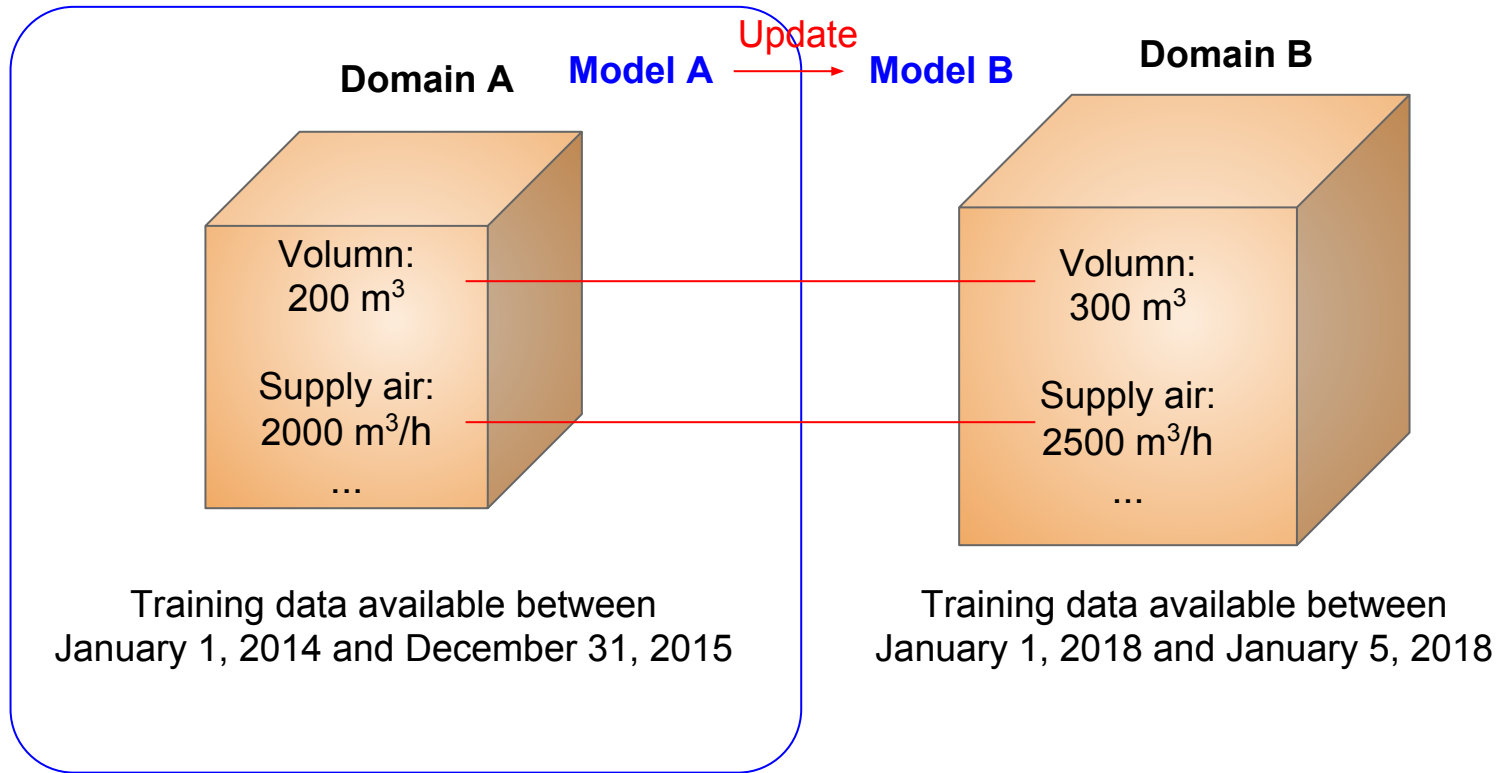 Update
Domain A
Model A
Model B
Domain B
Volumn:
200 m³
Supply air:
2000 m³/h
...
Volumn:
300 m³
Supply air:
2500 m³/h
...
Training data available between
January 1, 2014 and December 31, 2015
Training data available between
January 1, 2018 and January 5, 2018